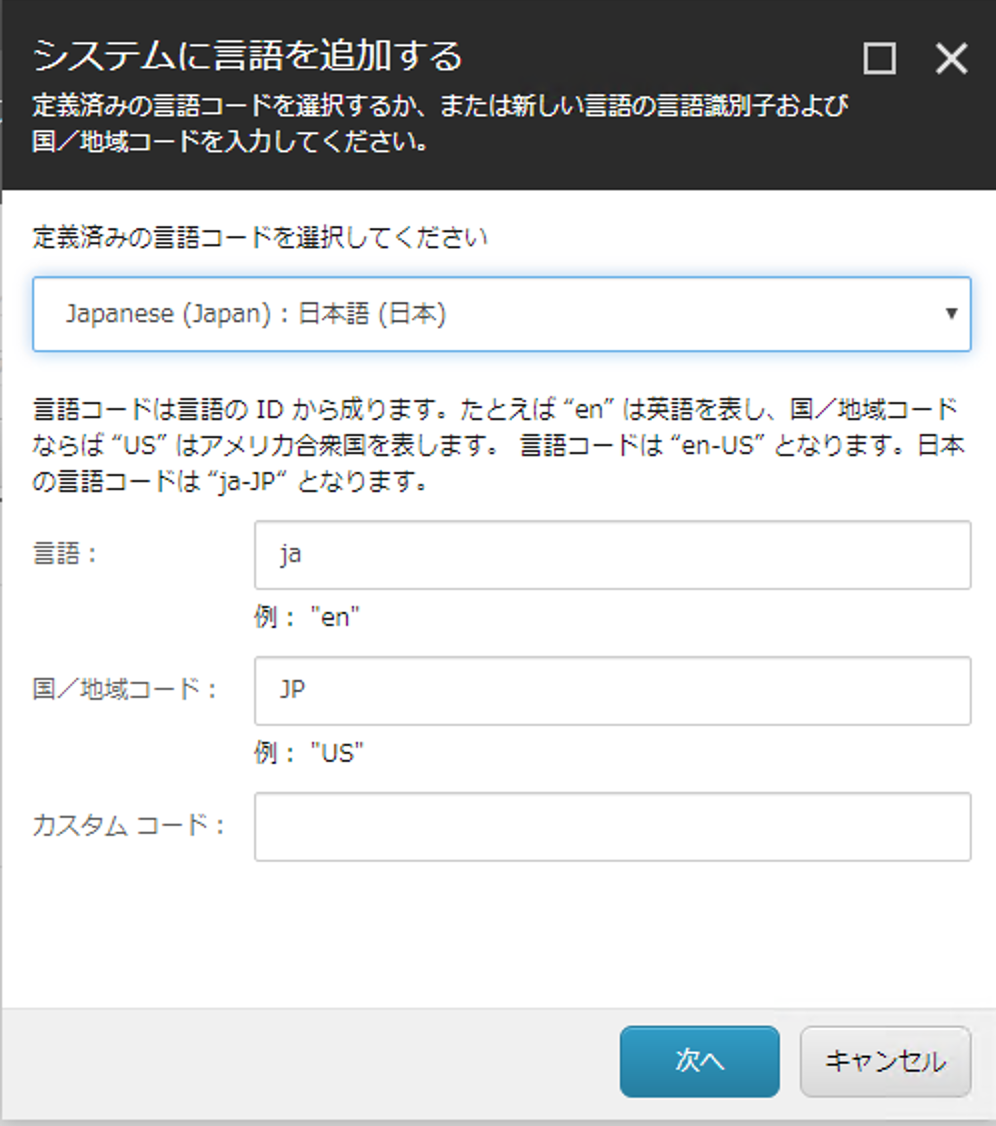 システムに言語を追加する
定義済みの言語コードを選択するか、または新しい言語の言語識別子および
国／地域コードを入力してください。
定義済みの言語コードを選択してください
Japanese (Japan) : 日本語 (日本)
言語コードは言語の ID から成ります。たとえば “en” は英語を表し、国／地域コード
ならば “US” はアメリカ合衆国を表します。 言語コードは “en-US” となります。日本
の言語コードは “ja-JP“ となります。
言語：
ja
例： "en"
国／地域コード：
JP
例： "US"
カスタム コード：
次へ
キャンセル